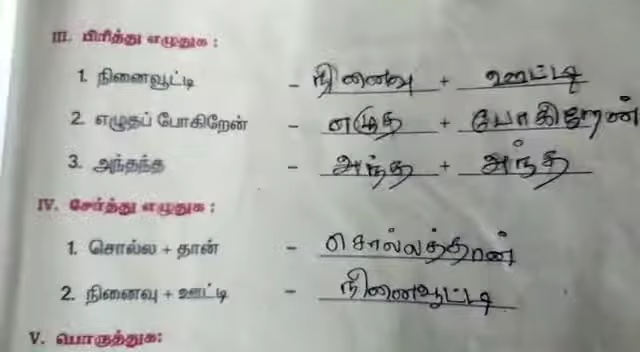 III. பிரித்து எழுதுக :
1. நினைவூட்டி - நினைவு + ஊட்டி
2. எழுதப் போகிறேன் - எழுத + போகிறேன்
3. அந்தந்த - அந்த + அந்த
IV. சேர்த்து எழுதுக :
1. சொல்ல + தான் - சொல்லத்தான்
2. நினைவு + ஊட்டி - நினைவூட்டி
V. பொருத்துக: